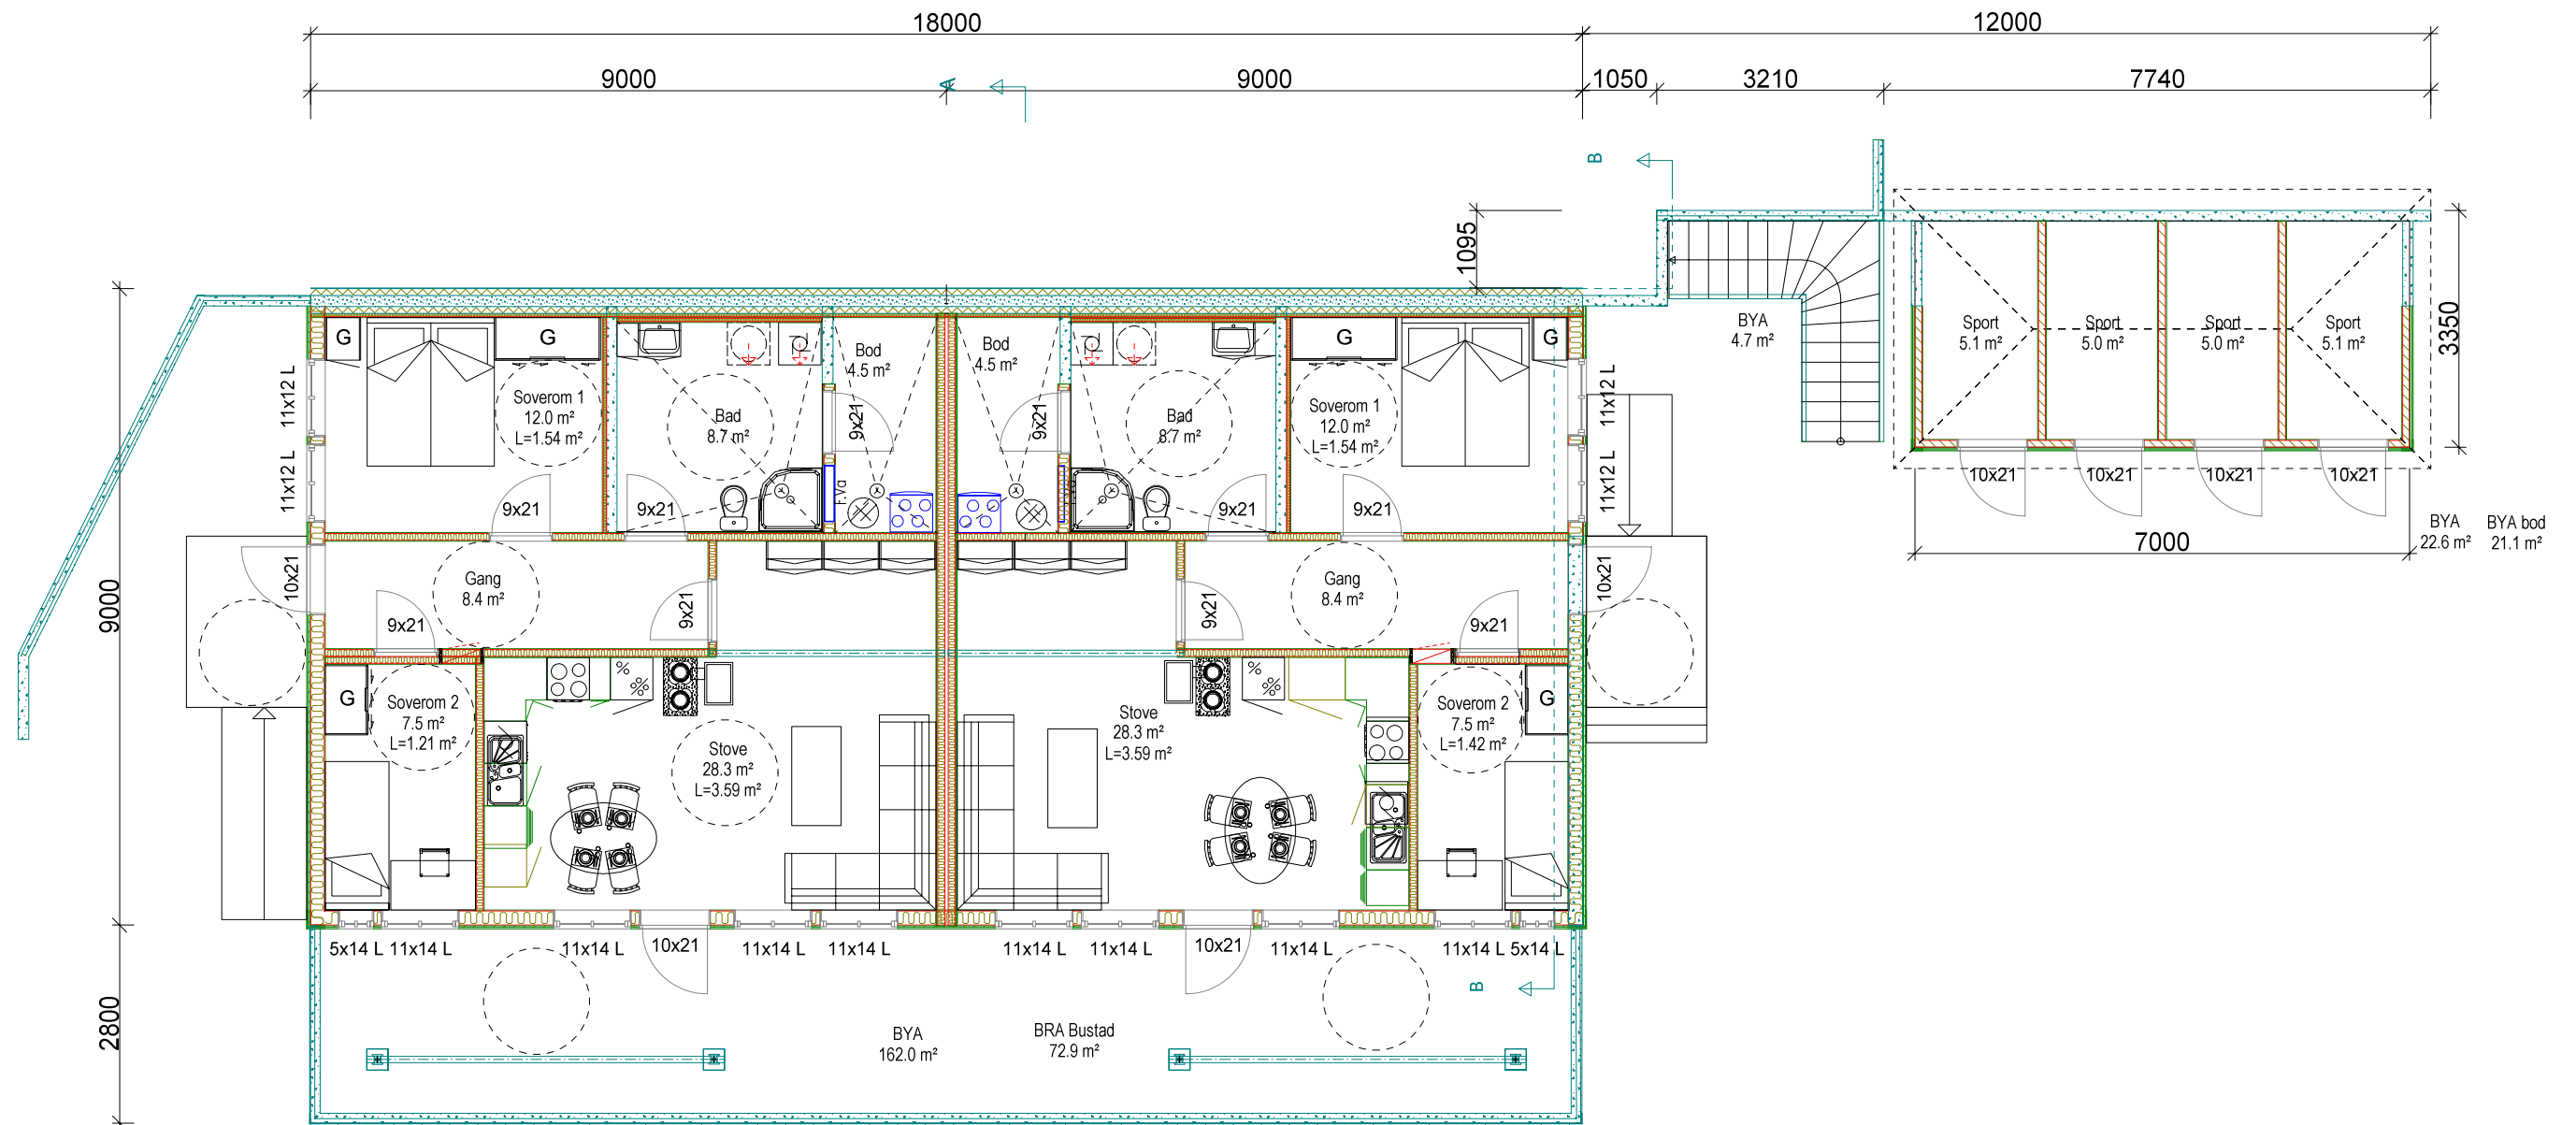 18000
12000
9000
A
9000
1050
3210
7740
B
1095
3350
G
G
G
G
Soverom 1
12.0 m²
L=1.54 m²
Bad
8.7 m²
Bod
4.5 m²
Bod
4.5 m²
Bad
8.7 m²
Soverom 1
12.0 m²
L=1.54 m²
BYA
4.7 m²
Sport
5.1 m²
Sport
5.0 m²
Sport
5.0 m²
Sport
5.1 m²
11x12 L
11x12 L
11x12 L
11x12 L
9x21
9x21
F.Va
9x21
9x21
9x21
9x21
10x21
10x21
10x21
10x21
7000
BYA
22.6 m²
BYA bod
21.1 m²
9000
10x21
Gang
8.4 m²
9x21
9x21
9x21
Gang
8.4 m²
9x21
10x21
G
Soverom 2
7.5 m²
L=1.21 m²
Stove
28.3 m²
L=3.59 m²
Stove
28.3 m²
L=3.59 m²
Soverom 2
7.5 m²
L=1.42 m²
G
5x14 L
11x14 L
11x14 L
10x21
11x14 L
11x14 L
11x14 L
11x14 L
10x21
11x14 L
11x14 L
5x14 L
B
2800
BYA
162.0 m²
BRA Bustad
72.9 m²